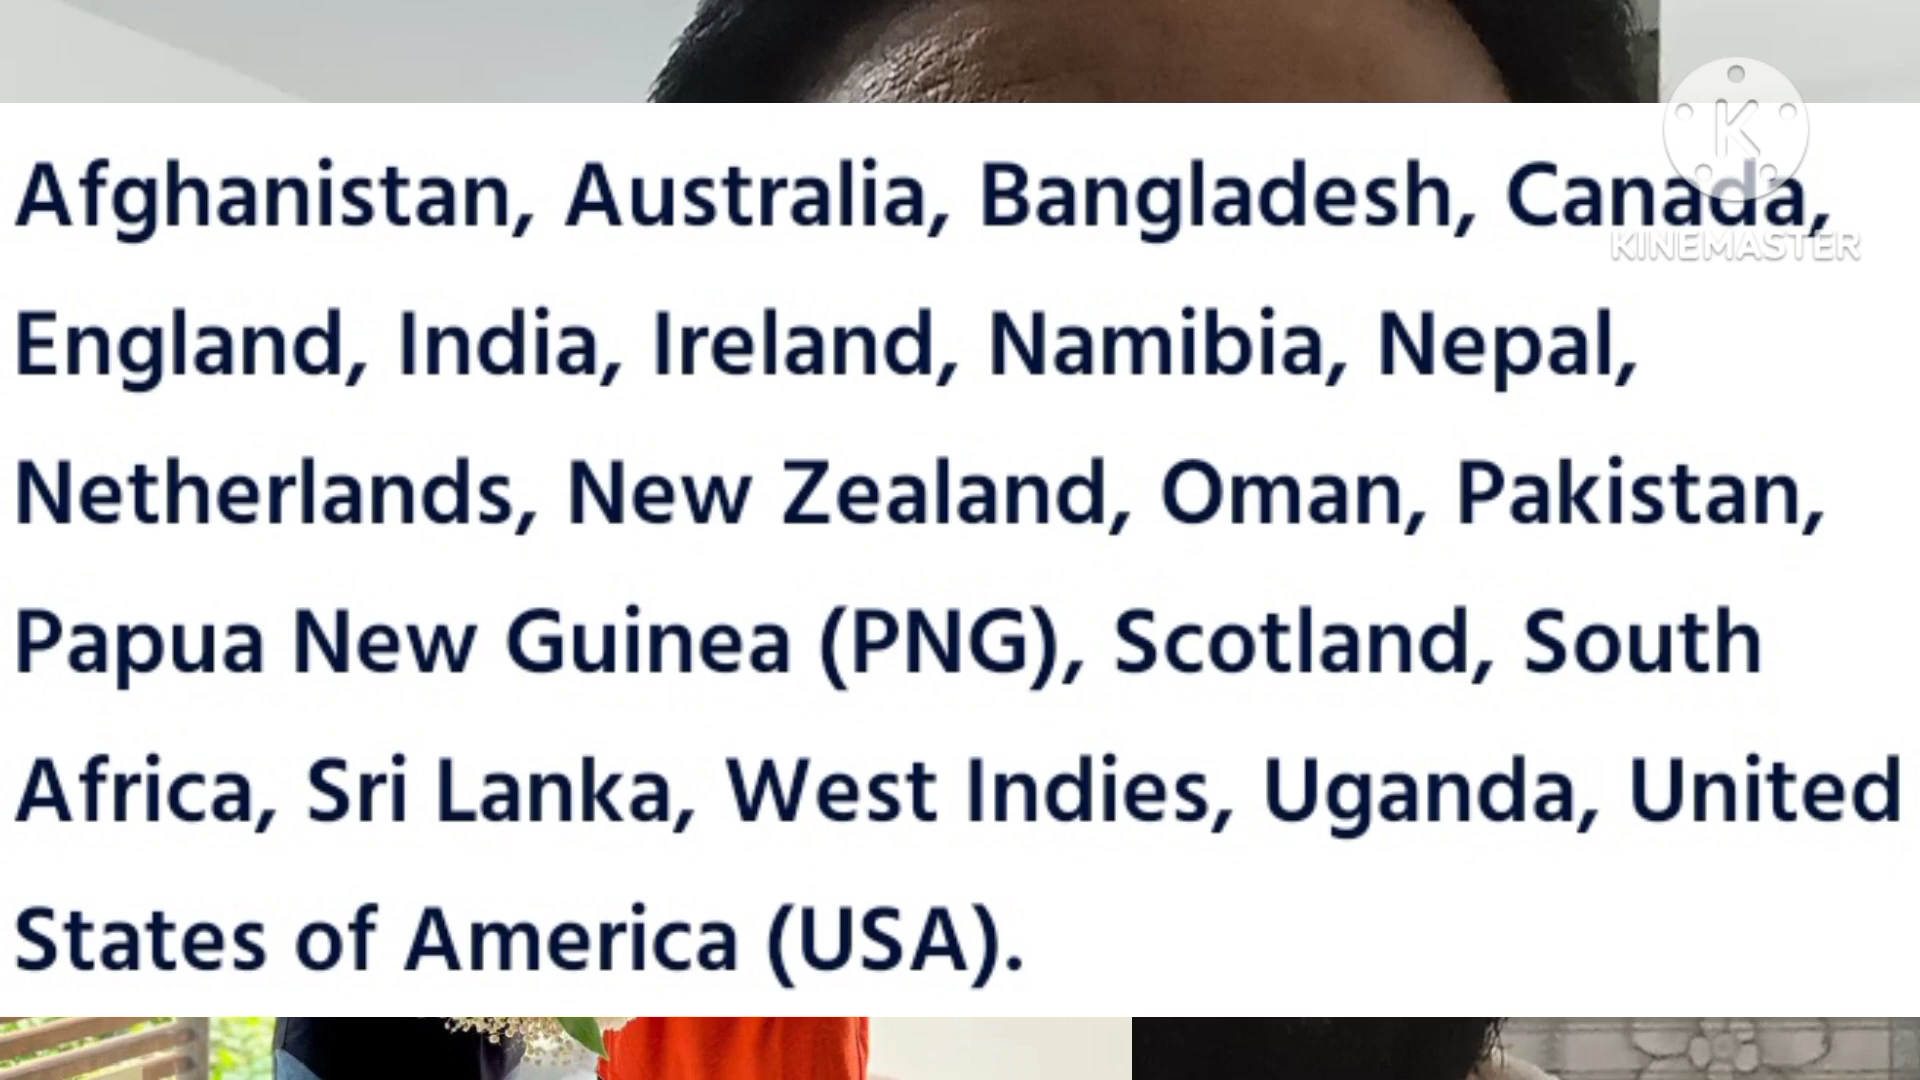 Afghanistan, Australia, Bangladesh, Canada,
KINEMASTER
England, India, Ireland, Namibia, Nepal,
Netherlands, New Zealand, Oman, Pakistan,
Papua New Guinea (PNG), Scotland, South
Africa, Sri Lanka, West Indies, Uganda, United
States of America (USA).